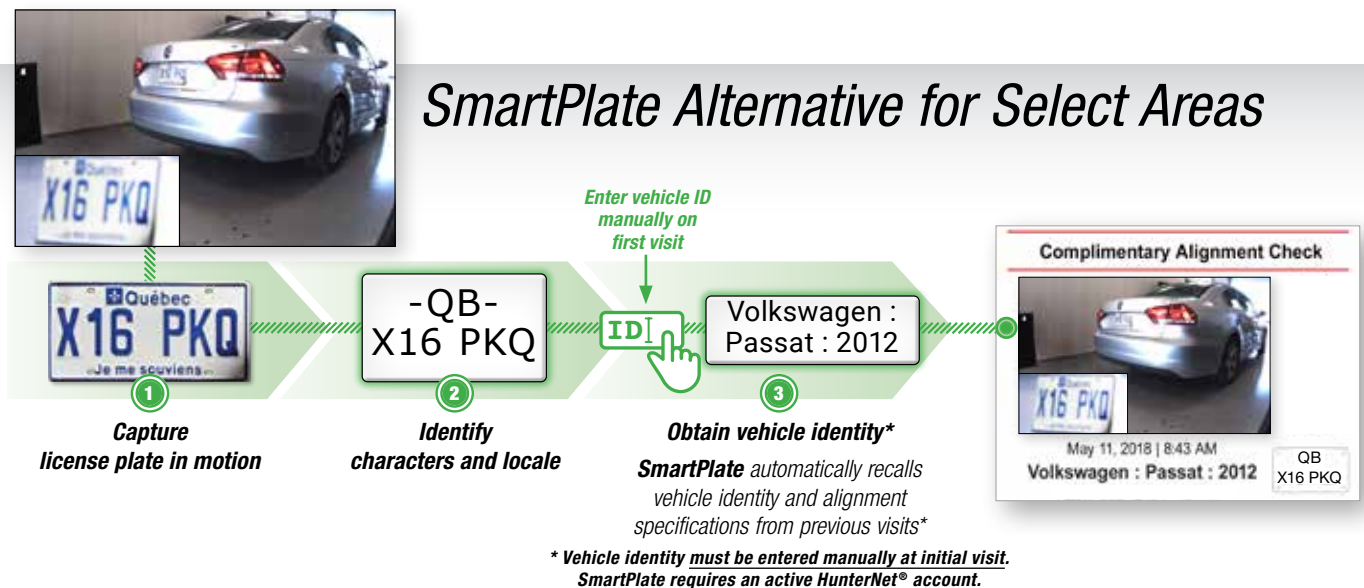 SmartPlate Alternative for Select Areas
Québec
X16 PKQ
Enter vehicle ID
manually on
first visit
Québec
X16 PKQ
Je me souviens
-QB-
X16 PKQ
ID
Volkswagen :
Passat : 2012
1
Capture
license plate in motion
2
Identify
characters and locale
3
Obtain vehicle identity*
SmartPlate automatically recalls
vehicle identity and alignment
specifications from previous visits*
* Vehicle identity must be entered manually at initial visit.
SmartPlate requires an active HunterNet® account.
Complimentary Alignment Check
X16 PKQ
May 11, 2018 | 8:43 AM
Volkswagen : Passat : 2012
QB
X16 PKQ